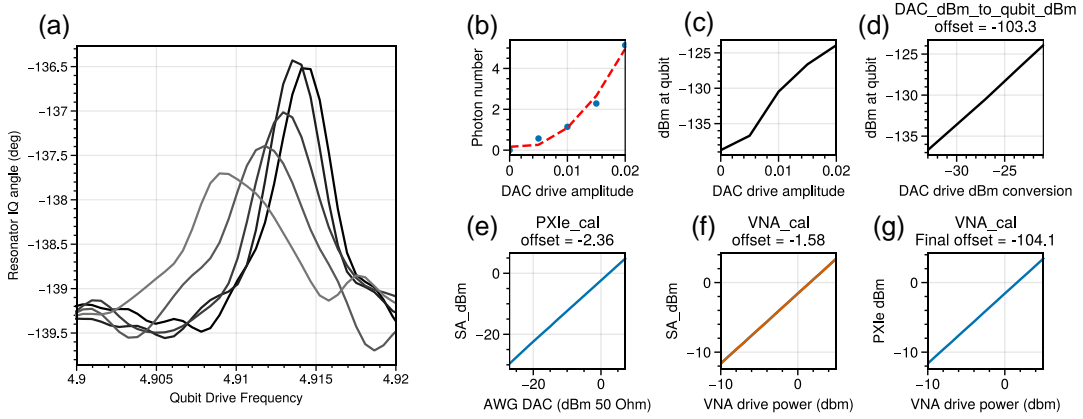 (a)
-136.5
-137
-137.5
-138
-138.5
-139
-139.5
Resonator IQ angle (deg)
4.9
4.905
4.91
4.915
4.92
Qubit Drive Frequency
(b)
4
2
0
Photon number
0
0.01
0.02
DAC drive amplitude
(c)
-125
-130
-135
dBm at qubit
0
0.01
0.02
DAC drive amplitude
(d)
DAC_dBm_to_qubit_dBm
offset = -103.3
-125
-130
-135
dBm at qubit
-30
-25
DAC drive dBm conversion
(e)
PXIe_cal
offset = -2.36
0
-20
SA_dBm
-20
0
AWG DAC (dBm 50 Ohm)
(f)
VNA_cal
offset = -1.58
0
-10
SA_dBm
-10
0
VNA drive power (dbm)
(g)
VNA_cal
Final offset = -104.1
0
-10
PXIe dBm
-10
0
VNA drive power (dbm)